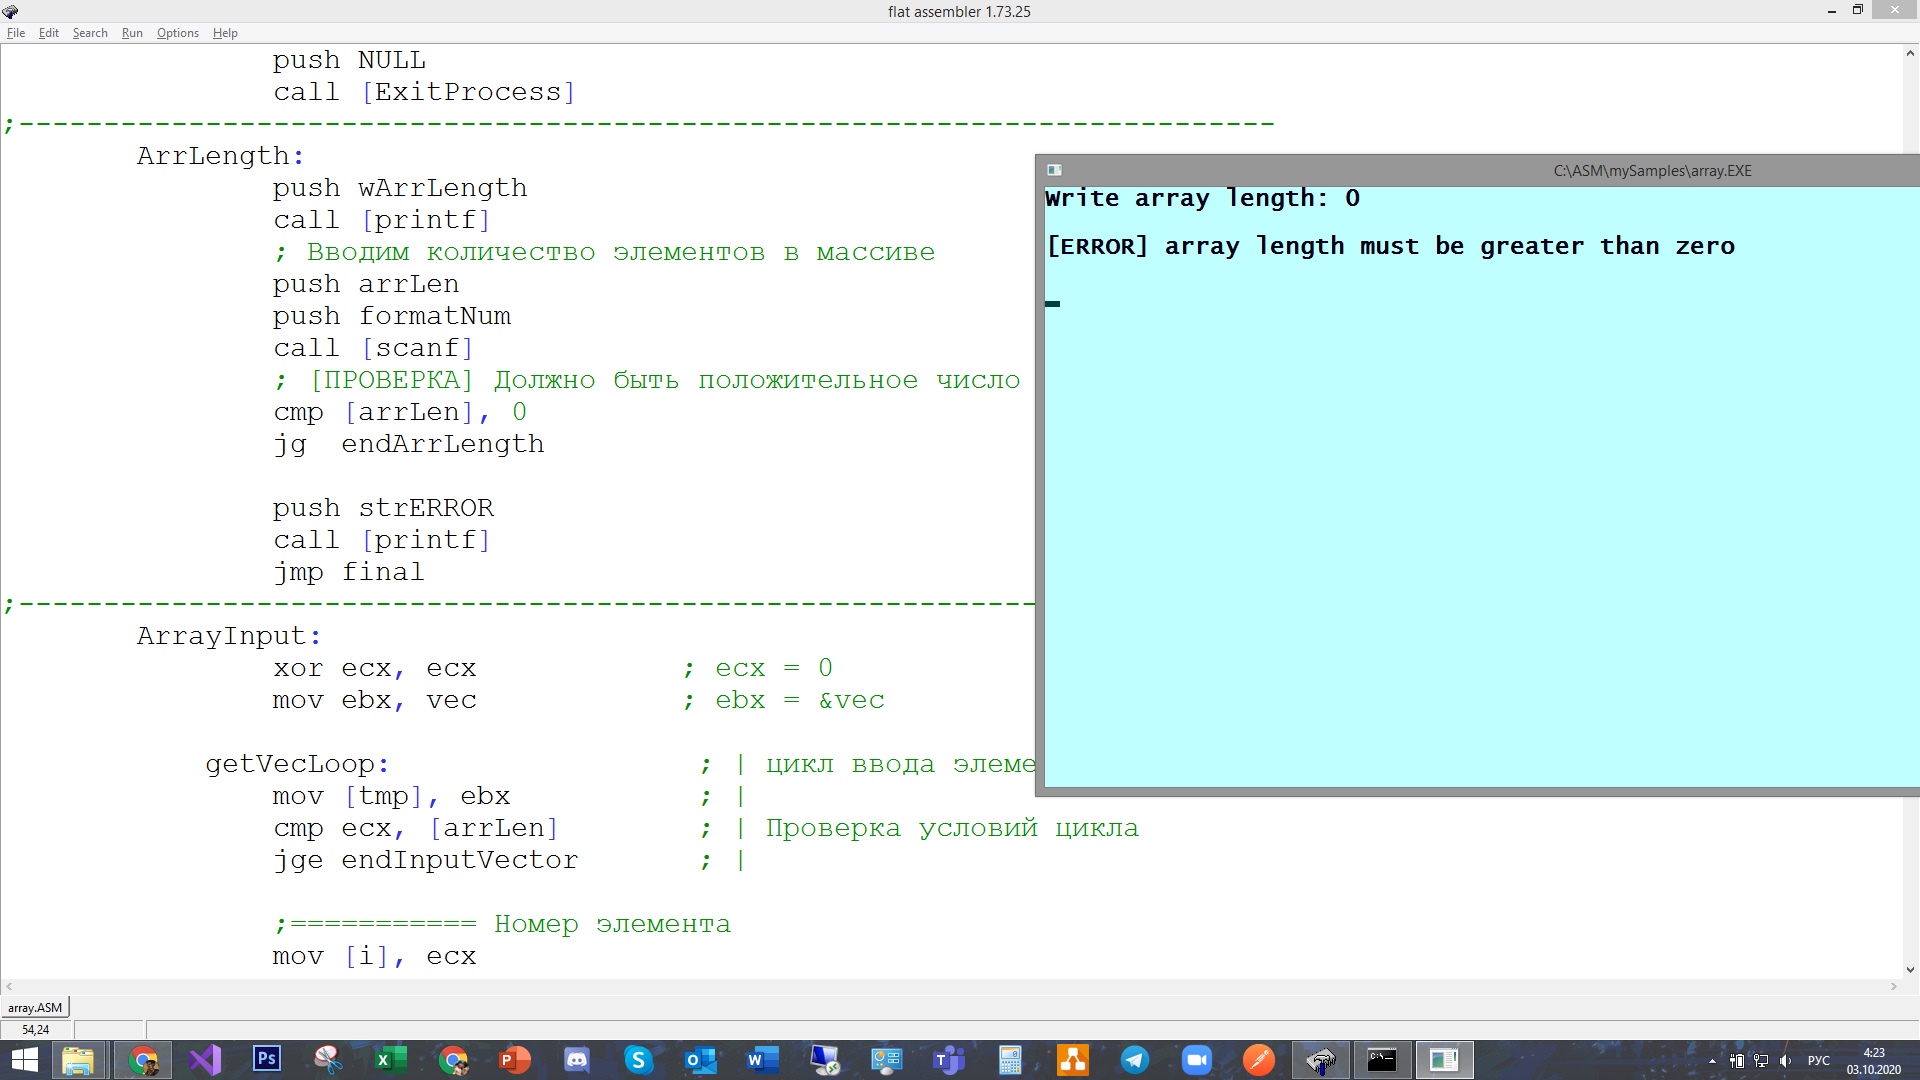 flat assembler 1.73.25
File Edit Search Run Options Help
push NULL
call [ExitProcess]
;--------------------------------------------------------------------------
ArrLength:
push wArrLength
call [printf]
; Вводим количество элементов в массиве
push arrLen
push formatNum
call [scanf]
; [ПРОВЕРКА] Должно быть положительное число
cmp [arrLen], 0
jg endArrLength
push strERROR
call [printf]
jmp final
;------------------------------------------------------------
ArrayInput:
xor ecx, ecx ; ecx = 0
mov ebx, vec ; ebx = &vec
getVecLoop: ; | цикл ввода элеме
mov [tmp], ebx ; |
cmp ecx, [arrLen] ; | Проверка условий цикла
jge endInputVector ; |
;=========== Номер элемента
mov [i], ecx
C:\ASM\mySamples\array.EXE
Write array length: 0
[ERROR] array length must be greater than zero
array.ASM
54,24
РУС
4:23
03.10.2020